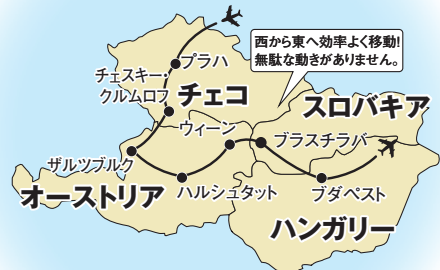 西から東へ効率よく移動!
無駄な動きがありません。
プラハ
チェスキー・
クルムロフ
チェコ
スロバキア
ウィーン
ブラスチラバ
ザルツブルク
オーストリア
ハルシュタット
ブダペスト
ハンガリー